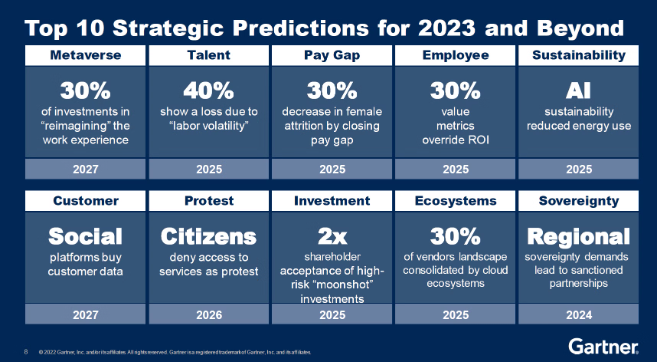 Top 10 Strategic Predictions for 2023 and Beyond
Metaverse
30%
of investments in
“reimagining” the
work experience
2027
Talent
40%
show a loss due to
“labor volatility”
2025
Pay Gap
30%
decrease in female
attrition by closing
pay gap
2025
Employee
30%
value
metrics
override ROI
2025
Sustainability
AI
sustainability
reduced energy use
2025
Customer
Social
platforms buy
customer data
2027
Protest
Citizens
deny access to
services as protest
2026
Investment
2x
shareholder
acceptance of high-
risk “moonshot”
investments
2025
Ecosystems
30%
of vendors landscape
consolidated by cloud
ecosystems
2025
Sovereignty
Regional
sovereignty demands
lead to sanctioned
partnerships
2024
8 © 2022 Gartner, Inc. and/or its affiliates. All rights reserved. Gartner is a registered trademark of Gartner, Inc. and its affiliates.
Gartner